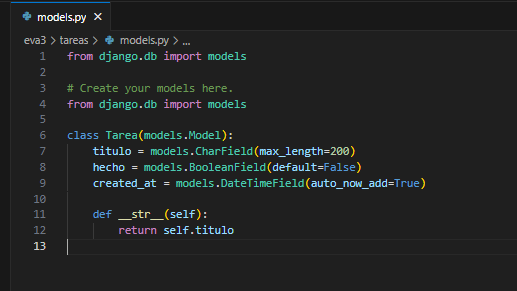 models.py ×
eva3 > tareas > models.py > ...
1 from django.db import models
2
3 # Create your models here.
4 from django.db import models
5
6 class Tarea(models.Model):
7     titulo = models.CharField(max_length=200)
8     hecho = models.BooleanField(default=False)
9     created_at = models.DateTimeField(auto_now_add=True)
10
11     def __str__(self):
12         return self.titulo
13